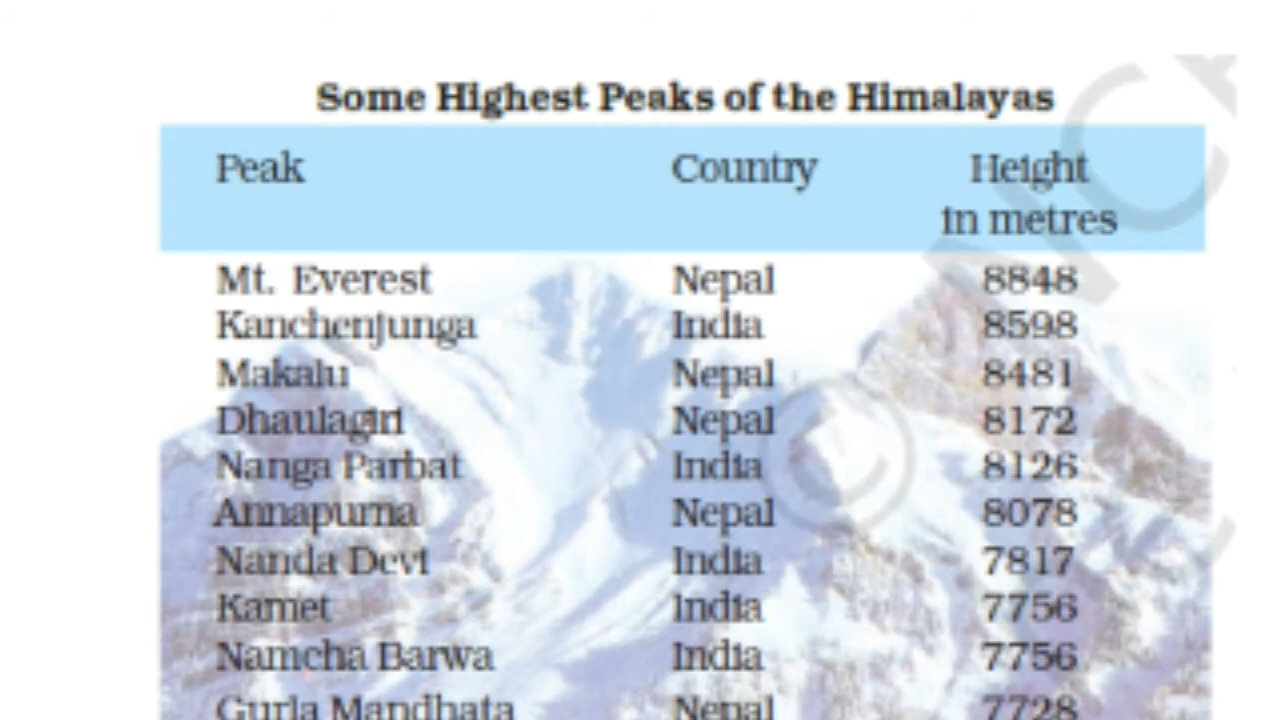 Some Highest Peaks of the Himalayas
Peak Country Height
in metres
Mt. Everest Nepal 8848
Kanchenjunga India 8598
Makalu Nepal 8481
Dhaulagiri Nepal 8172
Nanga Parbat India 8126
Annapurna Nepal 8078
Nanda Devi India 7817
Kamet India 7756
Namcha Barwa India 7756
Gurla Mandhata Nepal 7728